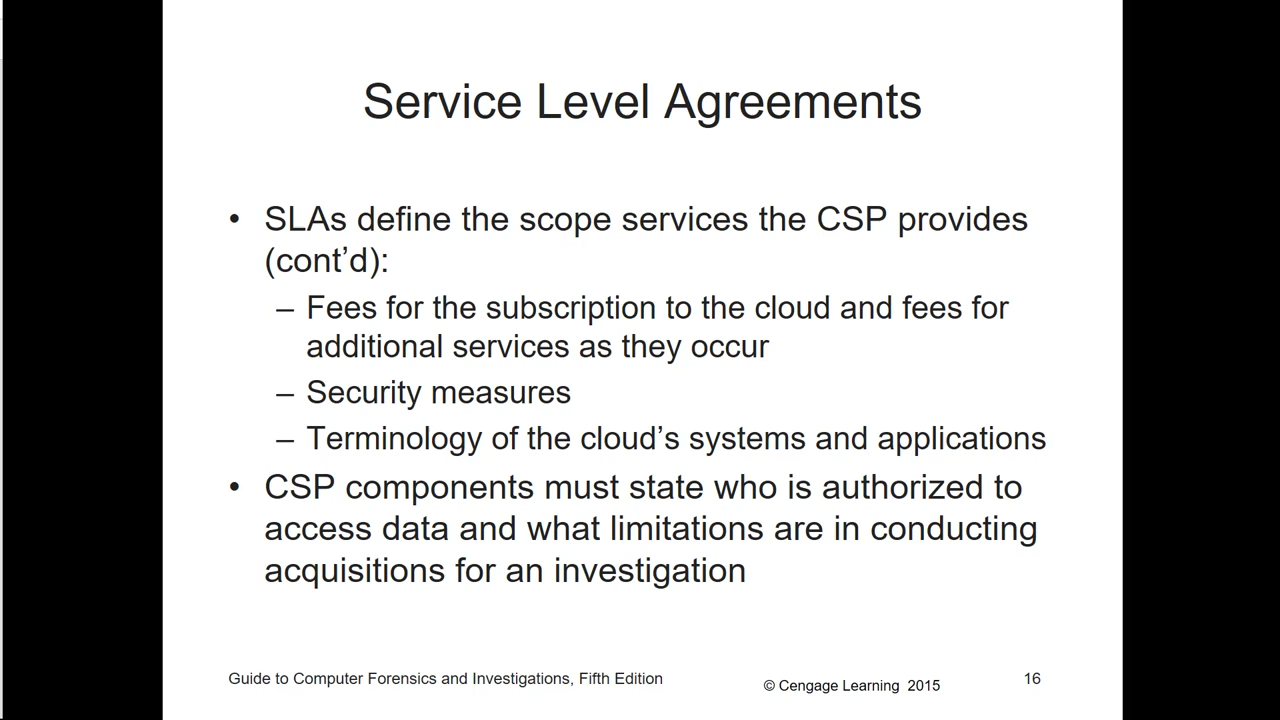 Service Level Agreements
• SLAs define the scope services the CSP provides
(cont’d):
– Fees for the subscription to the cloud and fees for
additional services as they occur
– Security measures
– Terminology of the cloud’s systems and applications
• CSP components must state who is authorized to
access data and what limitations are in conducting
acquisitions for an investigation
Guide to Computer Forensics and Investigations, Fifth Edition
© Cengage Learning 2015
16